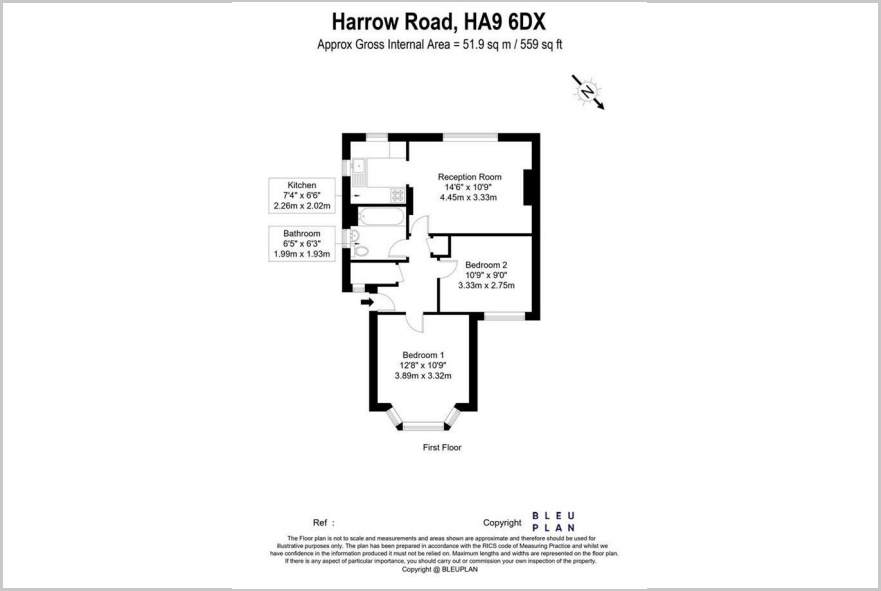 Harrow Road, HA9 6DX
Approx Gross Internal Area = 51.9 sq m / 559 sq ft
N
Kitchen
7'4" x 6'6"
2.26m x 2.02m
Reception Room
14'6" x 10'9"
4.45m x 3.33m
Bathroom
6'5" x 6'3"
1.99m x 1.93m
Bedroom 2
10'9" x 9'0"
3.33m x 2.75m
Bedroom 1
12'8" x 10'9"
3.89m x 3.32m
First Floor
Ref :
Copyright
BLEU
PLAN
The Floor plan is not to scale and measurements and areas shown are approximate and therefore should be used for
illustrative purposes only. The plan has been prepared in accordance with the RICS code of Measuring Practice and whilst we
have confidence in the information produced it must not be relied on. Maximum lengths and widths are represented on the floor plan.
If there is any aspect of particular importance, you should carry out or commission your own inspection of the property.
Copyright @ BLEUPLAN